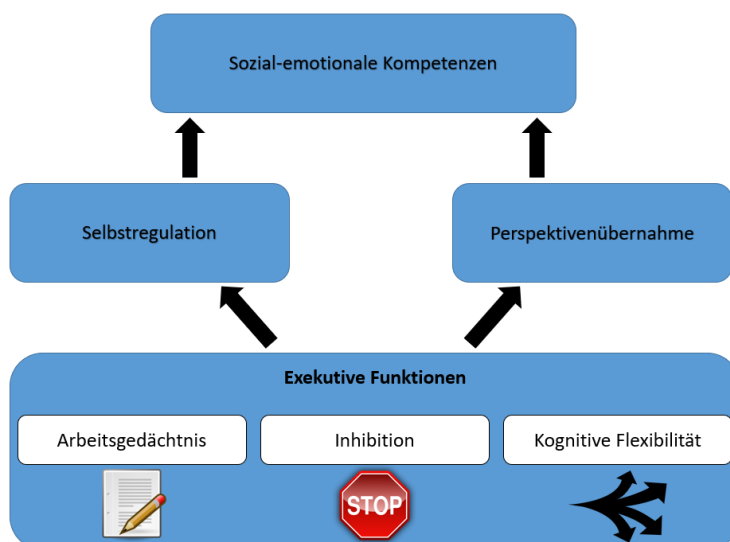 Sozial-emotionale Kompetenzen
Selbstregulation
Perspektivenübernahme
Exekutive Funktionen
Arbeitsgedächtnis
Inhibition
Kognitive Flexibilität
STOP